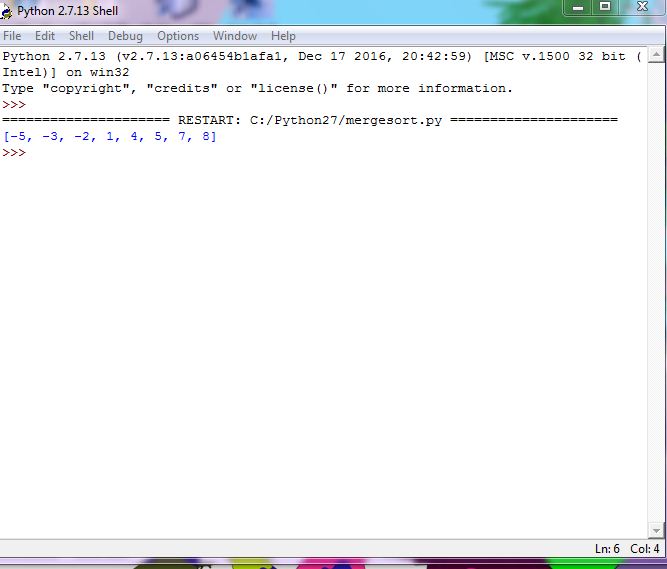 Python 2.7.13 Shell
File Edit Shell Debug Options Window Help
Python 2.7.13 (v2.7.13:a06454b1afa1, Dec 17 2016, 20:42:59) [MSC v.1500 32 bit (
Intel)] on win32
Type "copyright", "credits" or "license()" for more information.
>>>
===================== RESTART: C:/Python27/mergesort.py =====================
[-5, -3, -2, 1, 4, 5, 7, 8]
>>>
Ln: 6 Col: 4